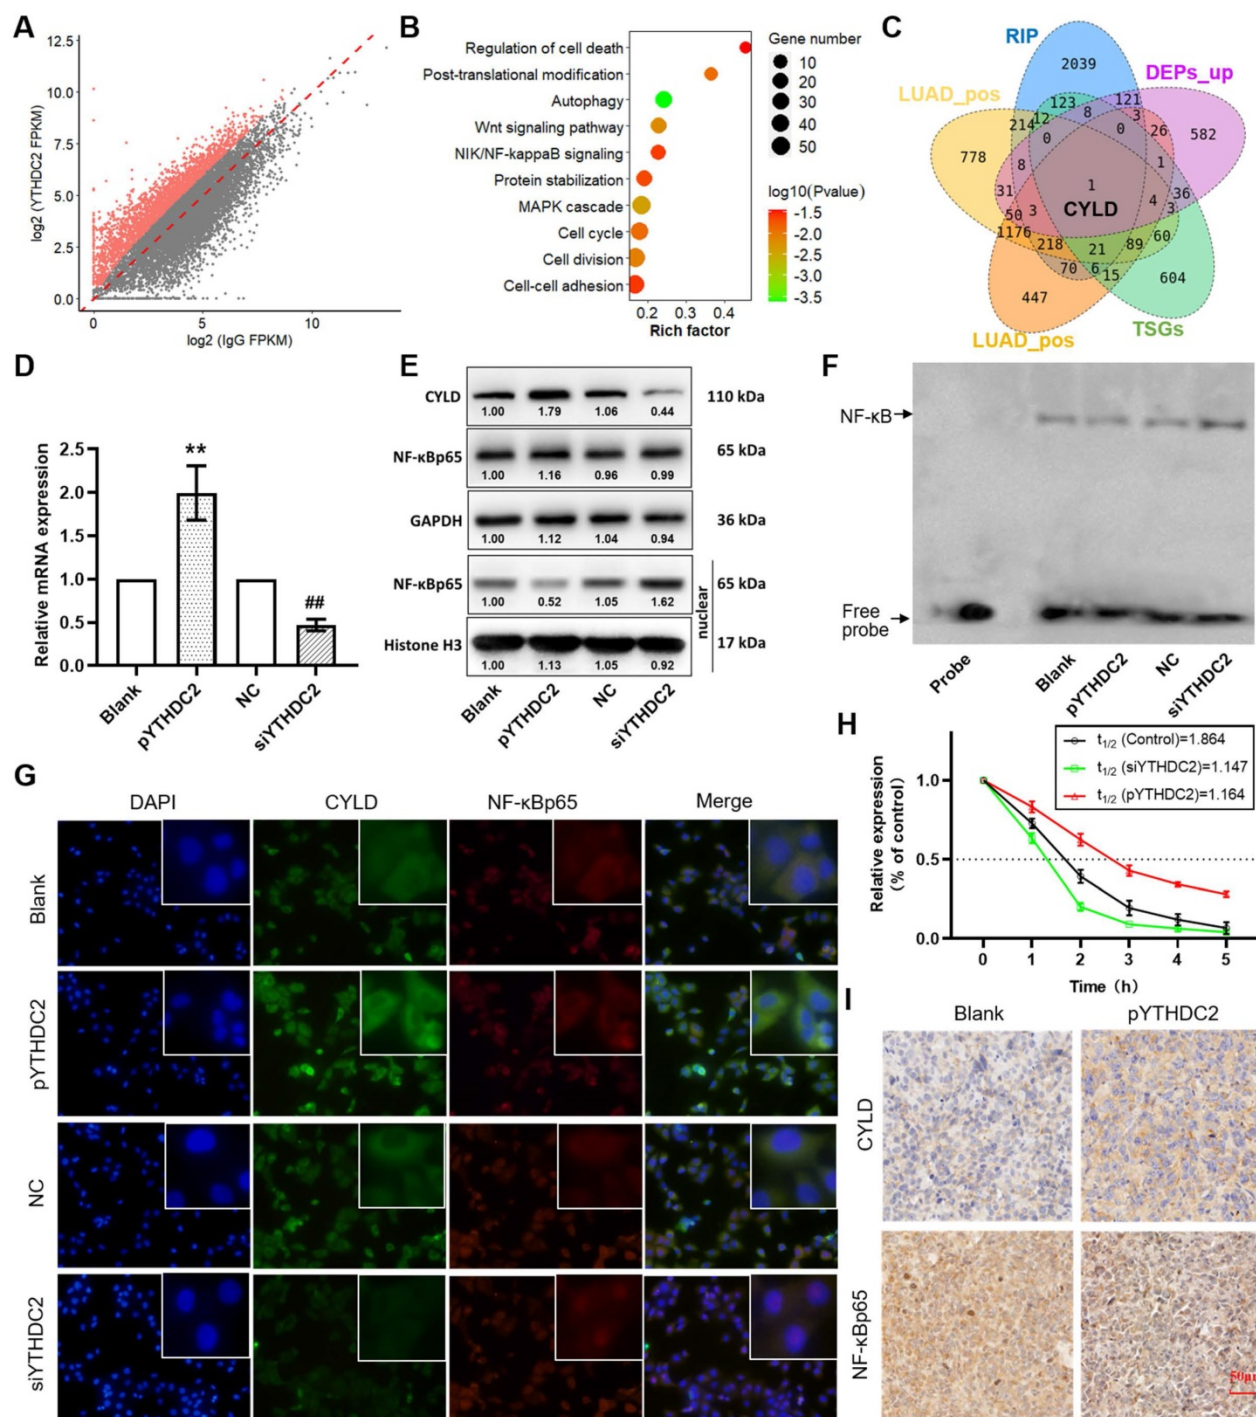 A
12.5
10.0
7.5
5.0
2.5
0.0
log2 (YTHDC2 FPKM)
0
5
10
log2 (IgG FPKM)
B
Regulation of cell death
Post-translational modification
Autophagy
Wnt signaling pathway
NIK/NF-kappaB signaling
Protein stabilization
MAPK cascade
Cell cycle
Cell division
Cell-cell adhesion
0.2 0.3 0.4
Rich factor
Gene number
10
20
30
40
50
log10(Pvalue)
-1.5
-2.0
-2.5
-3.0
-3.5
C
RIP
DEPs_up
LUAD_pos
2039
123
121
12
8
3
214
0
0
26
582
778
8
1
31
1
36
50
3
CYLD
4
3
1176
218
21
89
60
70
6
15
447
604
LUAD_pos
TSGs
D
2.5
2.0
1.5
1.0
0.5
0.0
Relative mRNA expression
**
##
Blank
pYTHDC2
NC
siYTHDC2
E
CYLD
110 kDa
1.00 1.79 1.06 0.44
NF-κBp65
65 kDa
1.00 1.16 0.96 0.99
GAPDH
36 kDa
1.00 1.12 1.04 0.94
NF-κBp65
65 kDa
1.00 0.52 1.05 1.62
Histone H3
17 kDa
1.00 1.13 1.05 0.92
nuclear
Blank
pYTHDC2
NC
siYTHDC2
F
NF-κB
Free
probe
Probe
Blank
pYTHDC2
NC
siYTHDC2
G
DAPI
CYLD
NF-κBp65
Merge
Blank
pYTHDC2
NC
siYTHDC2
H
t1/2 (Control)=1.864
t1/2 (siYTHDC2)=1.147
t1/2 (pYTHDC2)=1.164
1.0
0.5
0.0
Relative expression
(% of control)
0 1 2 3 4 5
Time (h)
I
Blank
pYTHDC2
CYLD
NF-κBp65
50μm